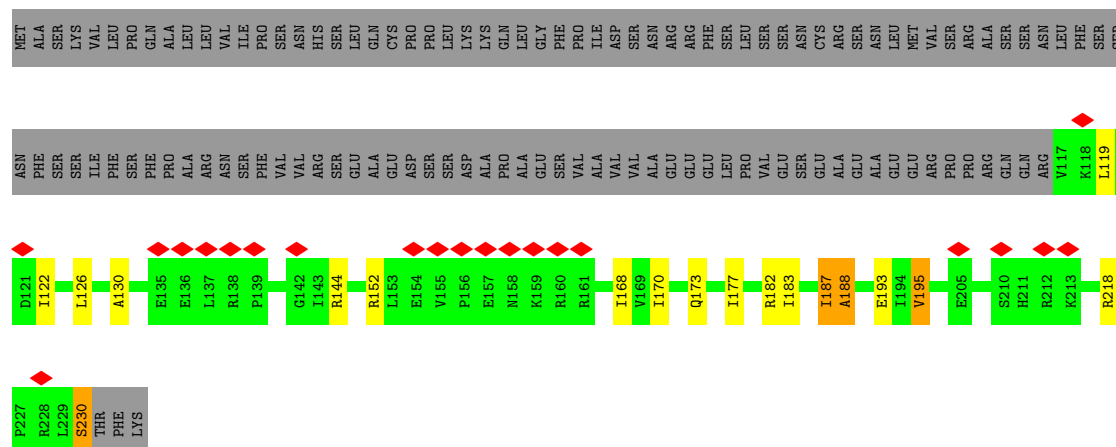 MET ALA SER LYS VAL LEU PRO GLN ALA LEU LEU VAL ILE PRO SER ASN HIS SER LEU GLN CYS PRO PRO LEU LYS LYS GLN LEU GLY PHE PRO ILE ASP SER ASN ARG ARG PHE SER LEU SER SER ASN CYS ARG SER ASN LEU MET VAL SER ARG ALA SER SER ASN LEU PHE SER
ASN PHE SER SER ILE PHE SER PHE PRO ALA ARG ASN SER PHE VAL VAL ARG SER GLU ALA GLU ASP SER SER ASP ALA PRO ALA GLU SER VAL ALA VAL VAL ALA GLU GLU GLU LEU PRO VAL GLU SER GLU ALA GLU ALA GLU GLU ARG PRO PRO ARG GLN GLN ARG V117 K118 L119
D121 I122 L126 A130 E135 E136 L137 R138 P139 G142 I143 R144 R152 L153 E154 V155 P156 E157 N158 K159 R160 R161 I168 V169 I170 Q173 I177 R182 I183 I187 A188 E193 I194 V195 E205 S210 H211 R212 K213 R218
P227 R228 L229 S230 THR PHE LYS